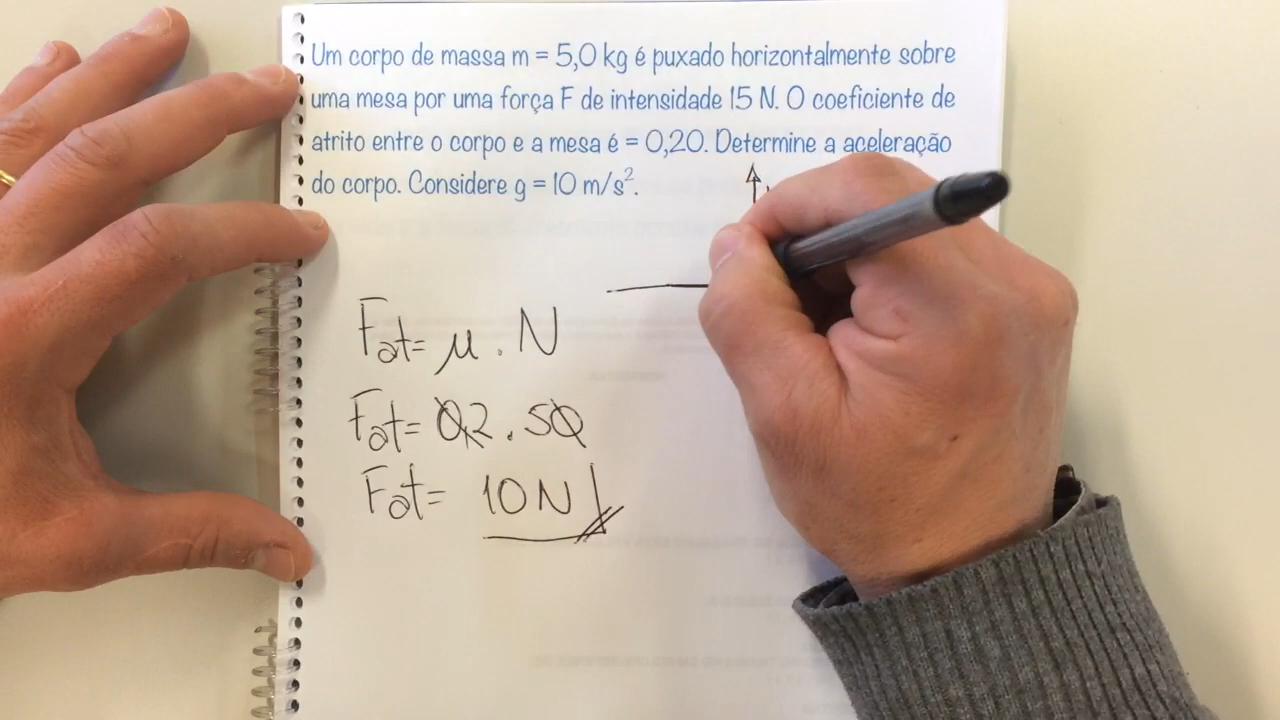 Um corpo de massa m = 5,0 kg é puxado horizontalmente sobre
uma mesa por uma força F de intensidade 15 N. O coeficiente de
atrito entre o corpo e a mesa é = 0,20. Determine a aceleração
do corpo. Considere g = 10 m/s².
Fat= μ . N
Fat= 0,2 . 50
Fat= 10 N